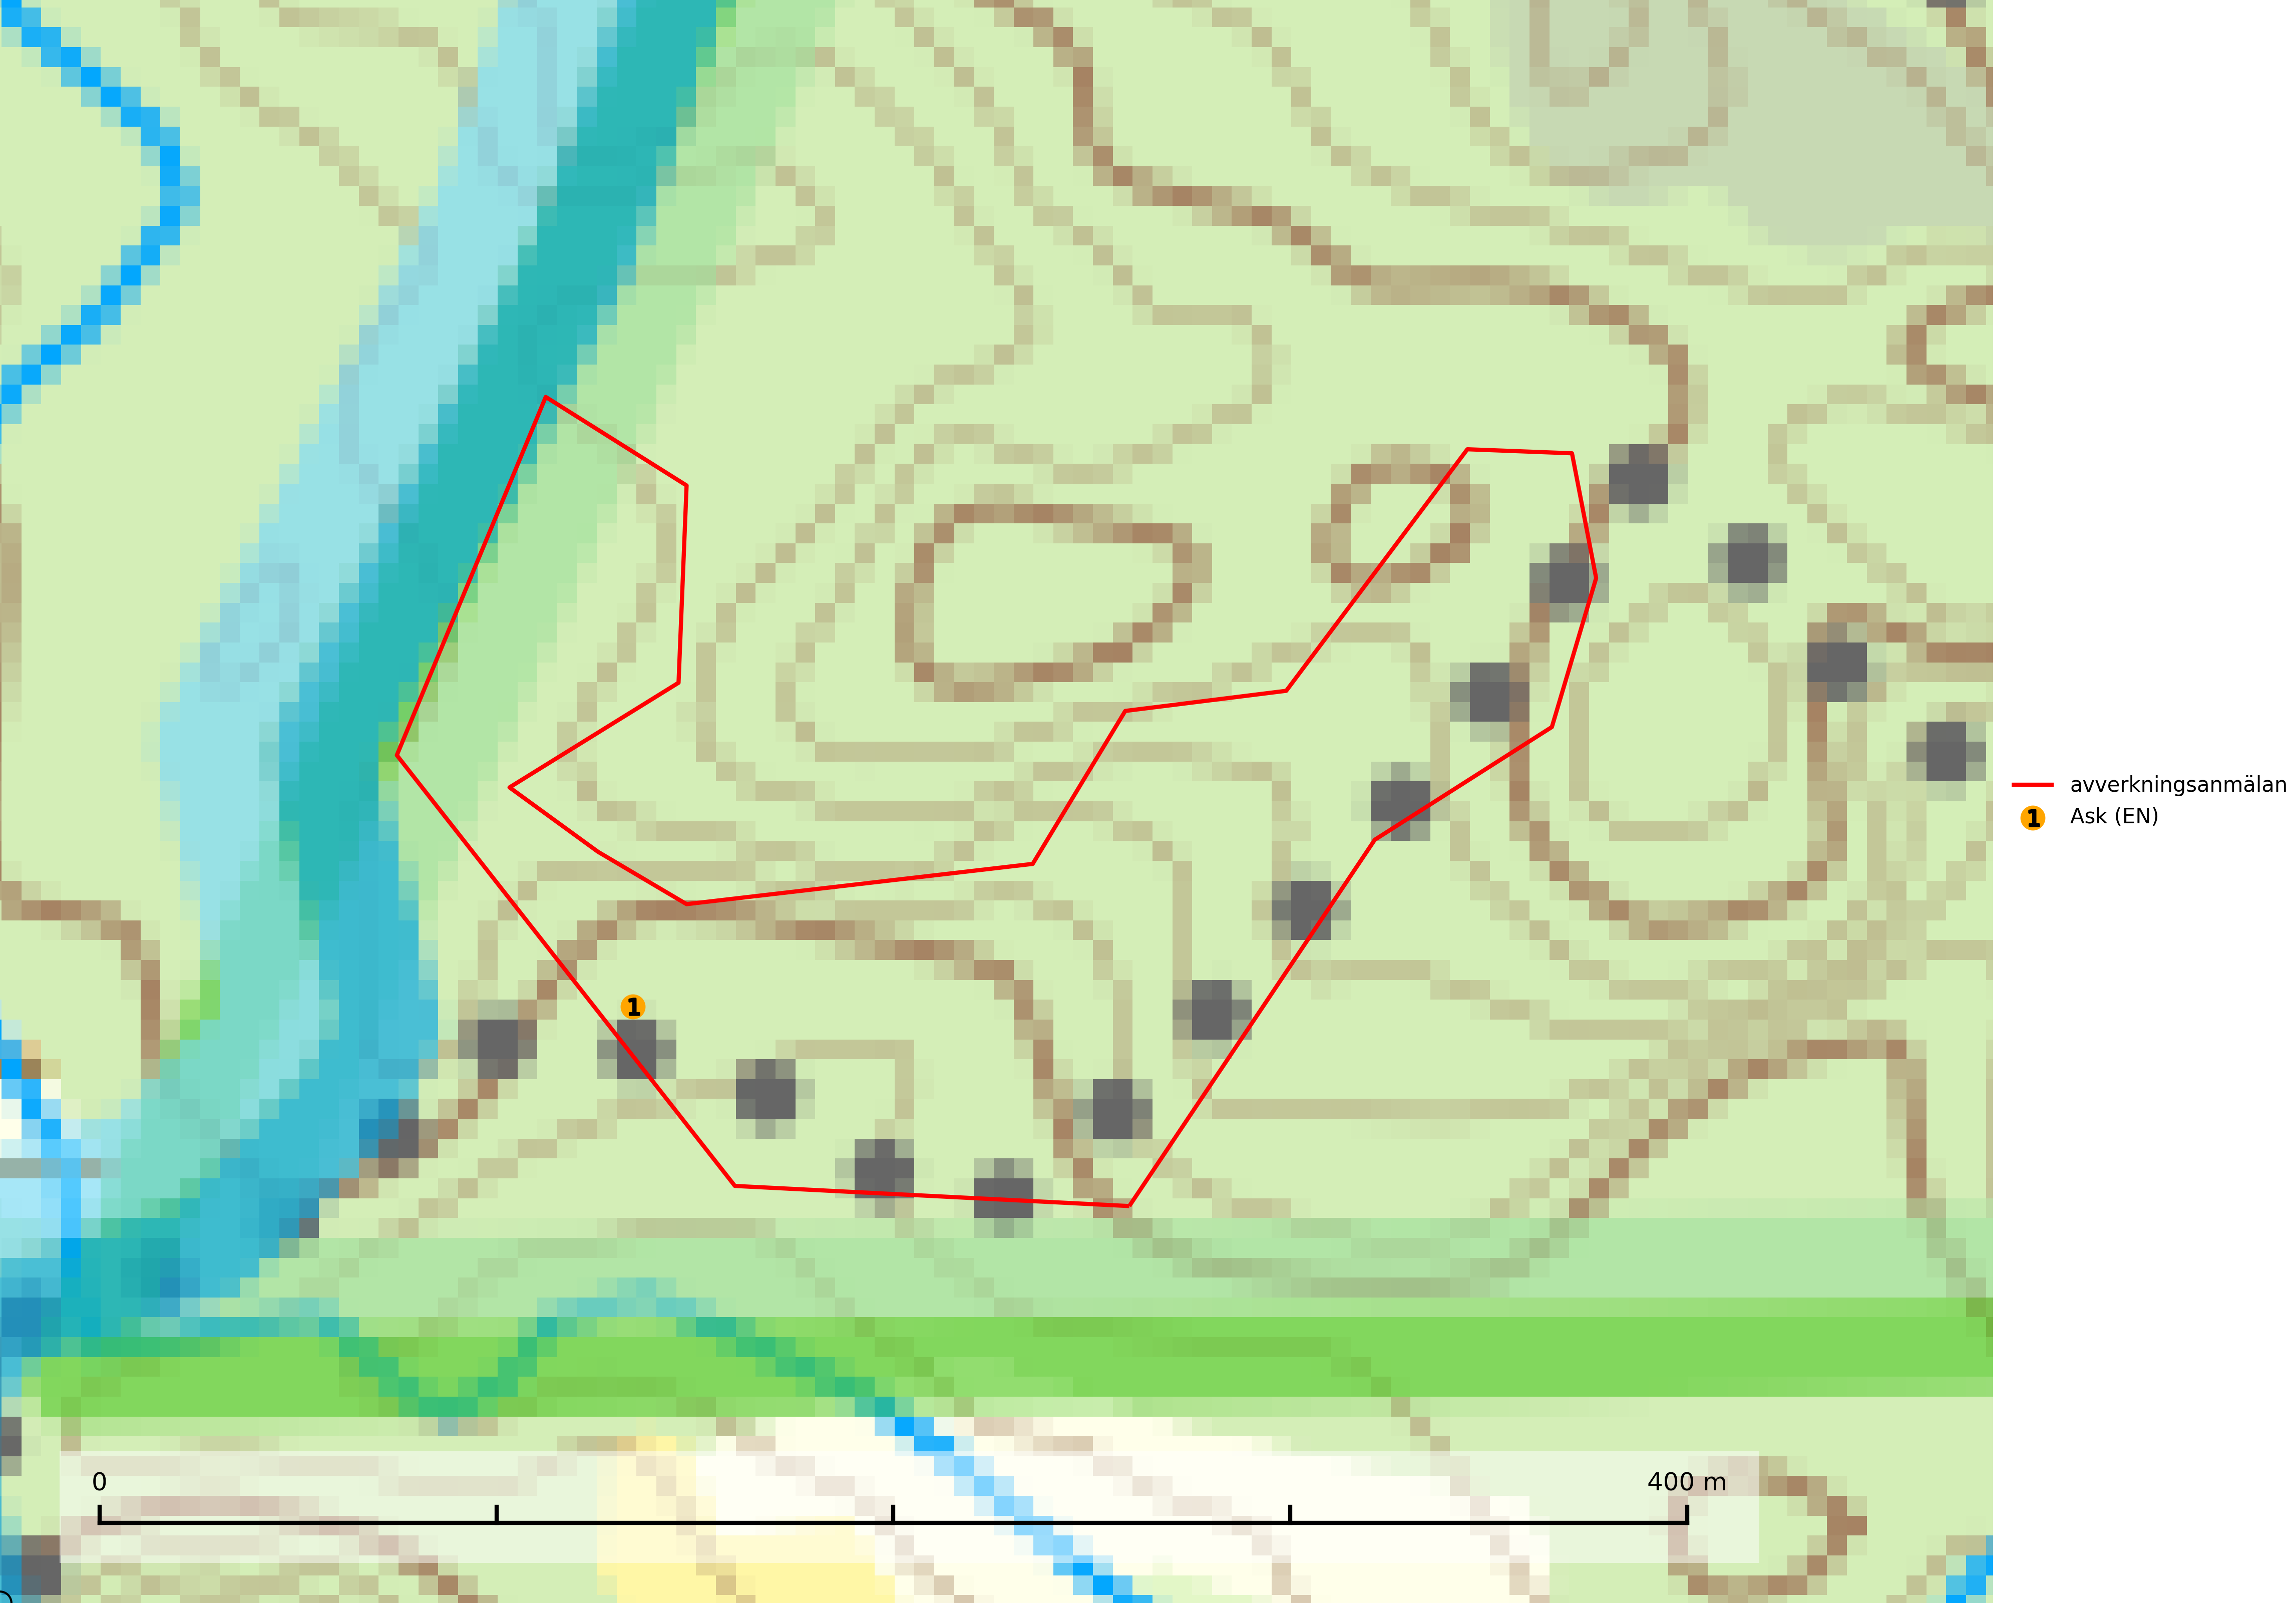 1
avverkningsanmälan
1 Ask (EN)
0 400 m